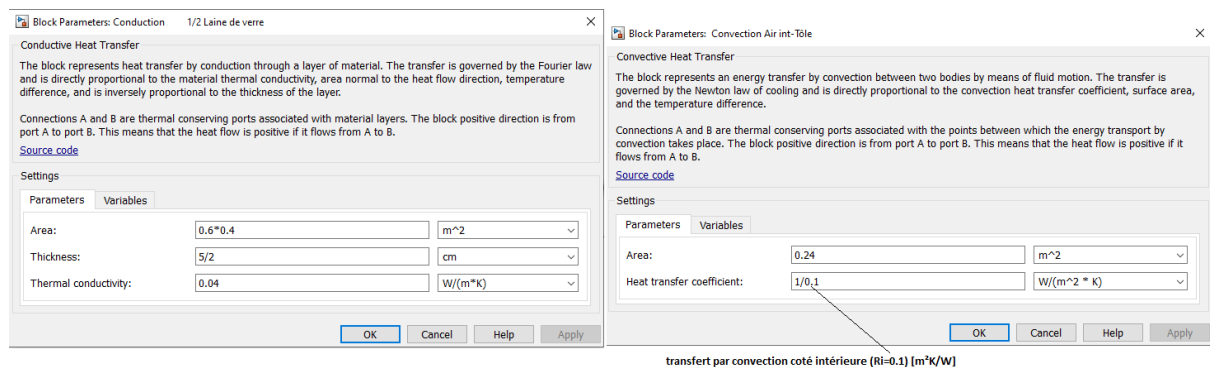 Block Parameters: Conduction 1/2 Laine de verre
Conductive Heat Transfer
The block represents heat transfer by conduction through a layer of material. The transfer is governed by the Fourier law
and is directly proportional to the material thermal conductivity, area normal to the heat flow direction, temperature
difference, and is inversely proportional to the thickness of the layer.
Connections A and B are thermal conserving ports associated with material layers. The block positive direction is from
port A to port B. This means that the heat flow is positive if it flows from A to B.
Source code
Settings
Parameters Variables
Area: 0.6*0.4 m^2
Thickness: 5/2 cm
Thermal conductivity: 0.04 W/(m*K)
OK Cancel Help Apply
Block Parameters: Convection Air int-Tôle
Convective Heat Transfer
The block represents an energy transfer by convection between two bodies by means of fluid motion. The transfer is
governed by the Newton law of cooling and is directly proportional to the convection heat transfer coefficient, surface area,
and the temperature difference.
Connections A and B are thermal conserving ports associated with the points between which the energy transport by
convection takes place. The block positive direction is from port A to port B. This means that the heat flow is positive if it
flows from A to B.
Source code
Settings
Parameters Variables
Area: 0.24 m^2
Heat transfer coefficient: 1/0.1 W/(m^2 * K)
OK Cancel Help Apply
transfert par convection coté intérieure (Ri=0.1) [m²K/W]